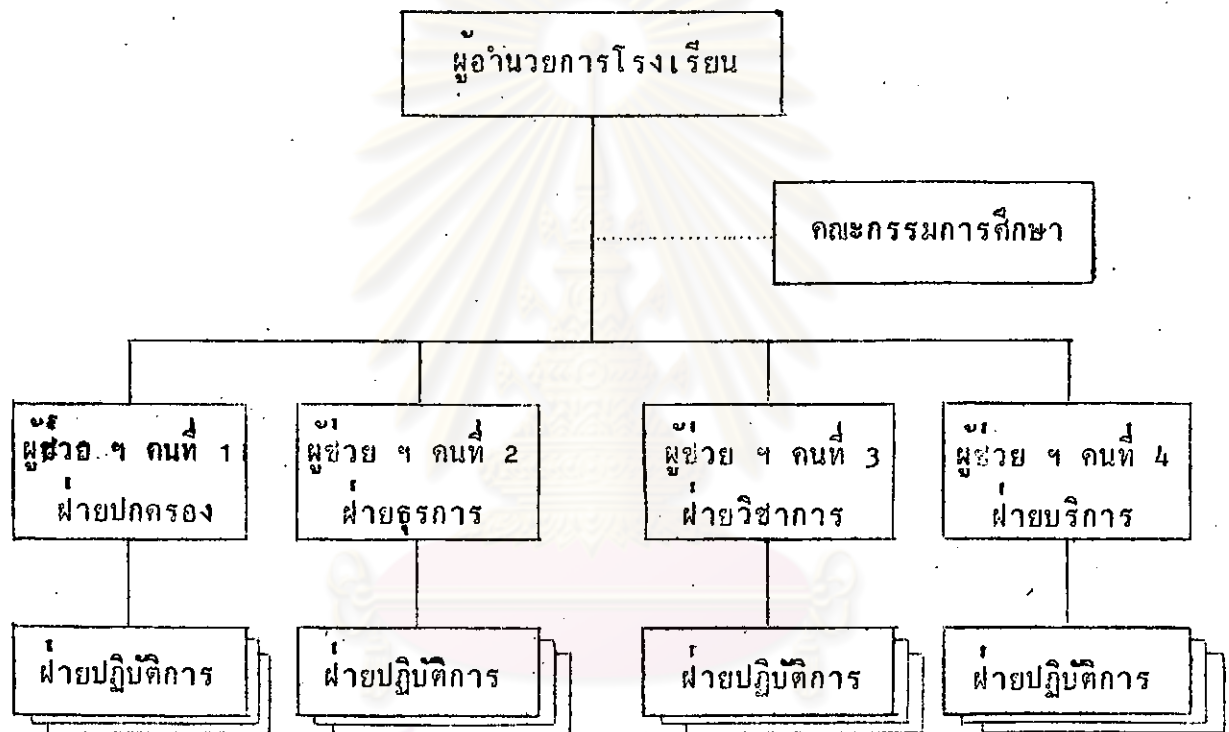 ผู้อำนวยการโรงเรียน
คณะกรรมการศึกษา
ผู้ช่วย ฯ คนที่ 1
ฝ่ายปกครอง
ผู้ช่วย ฯ คนที่ 2
ฝ่ายธุรการ
ผู้ช่วย ฯ คนที่ 3
ฝ่ายวิชาการ
ผู้ช่วย ฯ คนที่ 4
ฝ่ายบริการ
ฝ่ายปฏิบัติการ
ฝ่ายปฏิบัติการ
ฝ่ายปฏิบัติการ
ฝ่ายปฏิบัติการ